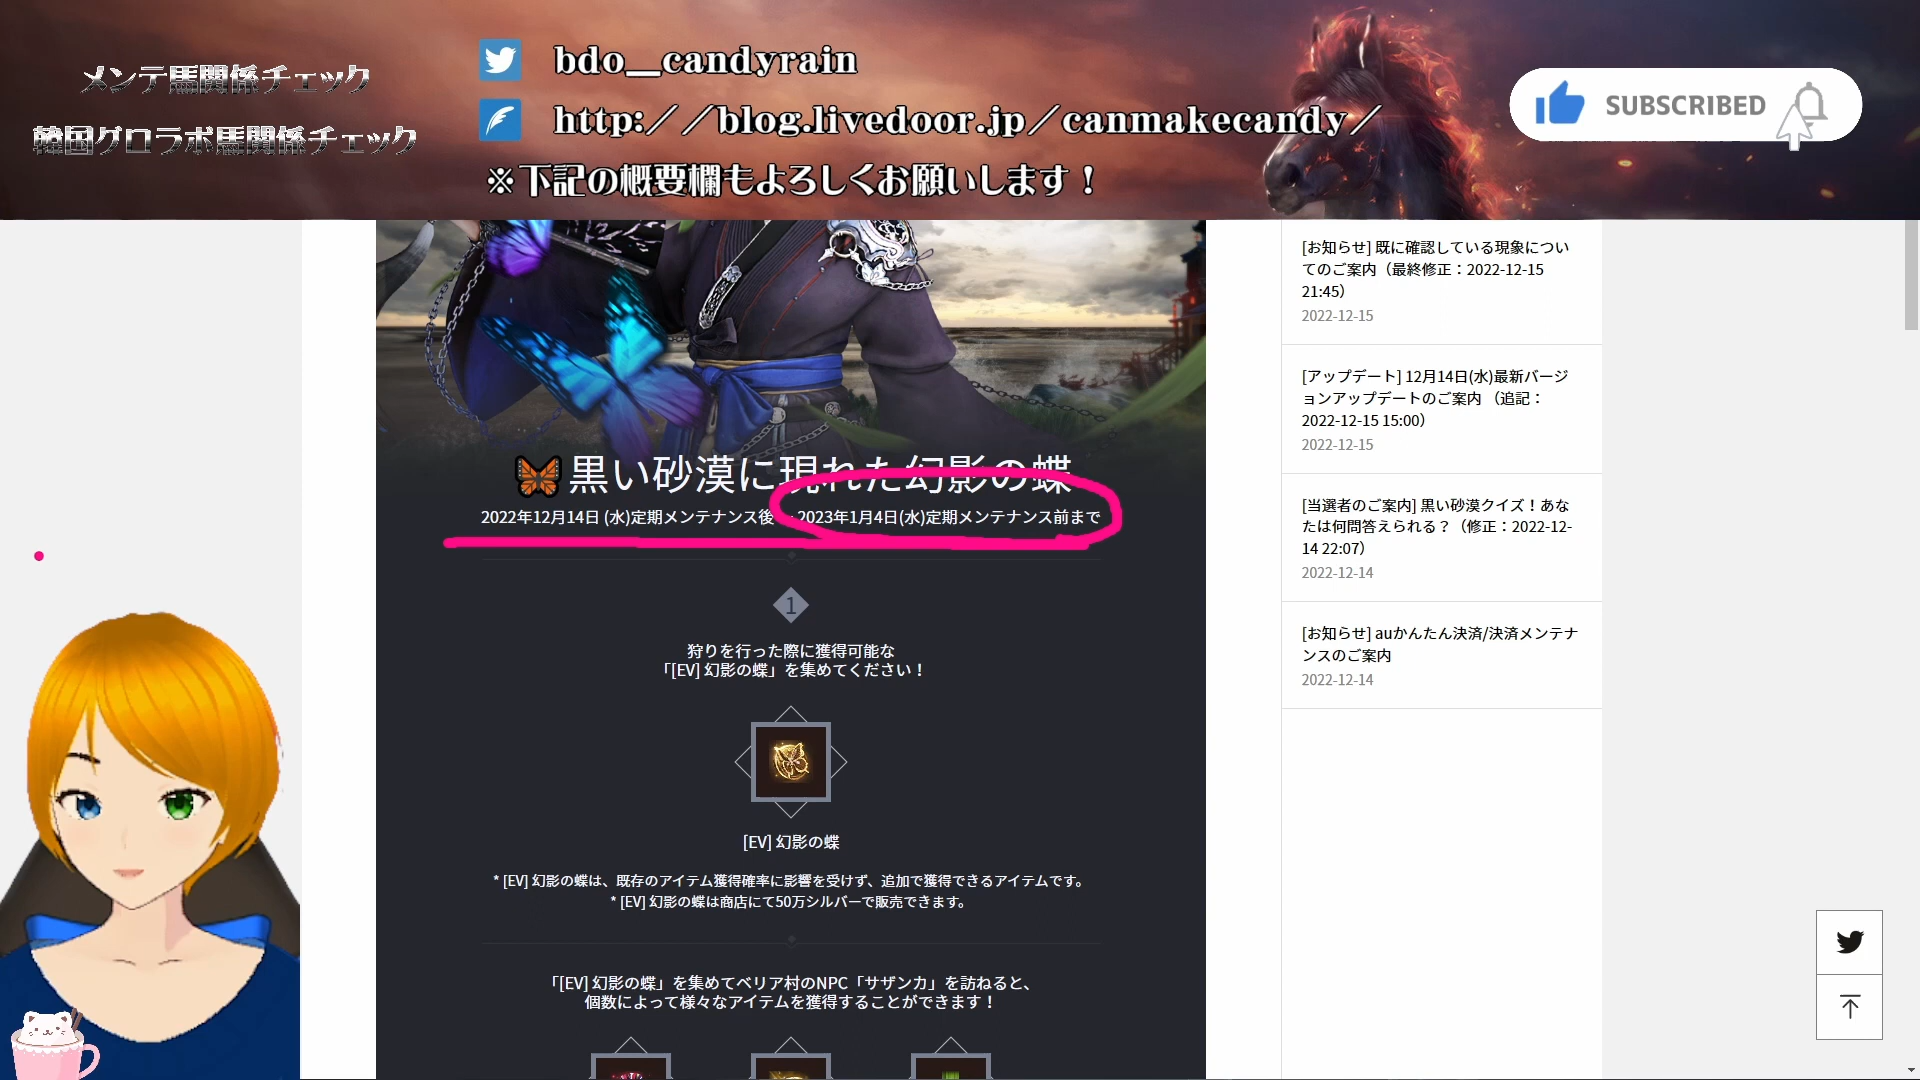 メンテ馬関係チェック
韓国グロラボ馬関係チェック
bdo__candyrain
http://blog.livedoor.jp/canmakecandy/
※下記の概要欄もよろしくお願いします！
SUBSCRIBED
黒い砂漠に現れた幻影の蝶
2022年12月14日 (水)定期メンテナンス後 ~ 2023年1月4日(水)定期メンテナンス前まで
1
狩りを行った際に獲得可能な
「[EV] 幻影の蝶」を集めてください！
[EV] 幻影の蝶
* [EV] 幻影の蝶は、既存のアイテム獲得確率に影響を受けず、追加で獲得できるアイテムです。
* [EV] 幻影の蝶は商店にて50万シルバーで販売できます。
「[EV] 幻影の蝶」を集めてベリア村のNPC「サザンカ」を訪ねると、
個数によって様々なアイテムを獲得することができます！
[お知らせ] 既に確認している現象につい
てのご案内（最終修正：2022-12-15
21:45）
2022-12-15
[アップデート] 12月14日(水)最新バージ
ョンアップデートのご案内 （追記：
2022-12-15 15:00）
2022-12-15
[当選者のご案内] 黒い砂漠クイズ！あな
たは何問答えられる？（修正：2022-12-
14 22:07）
2022-12-14
[お知らせ] auかんたん決済/決済メンテナ
ンスのご案内
2022-12-14